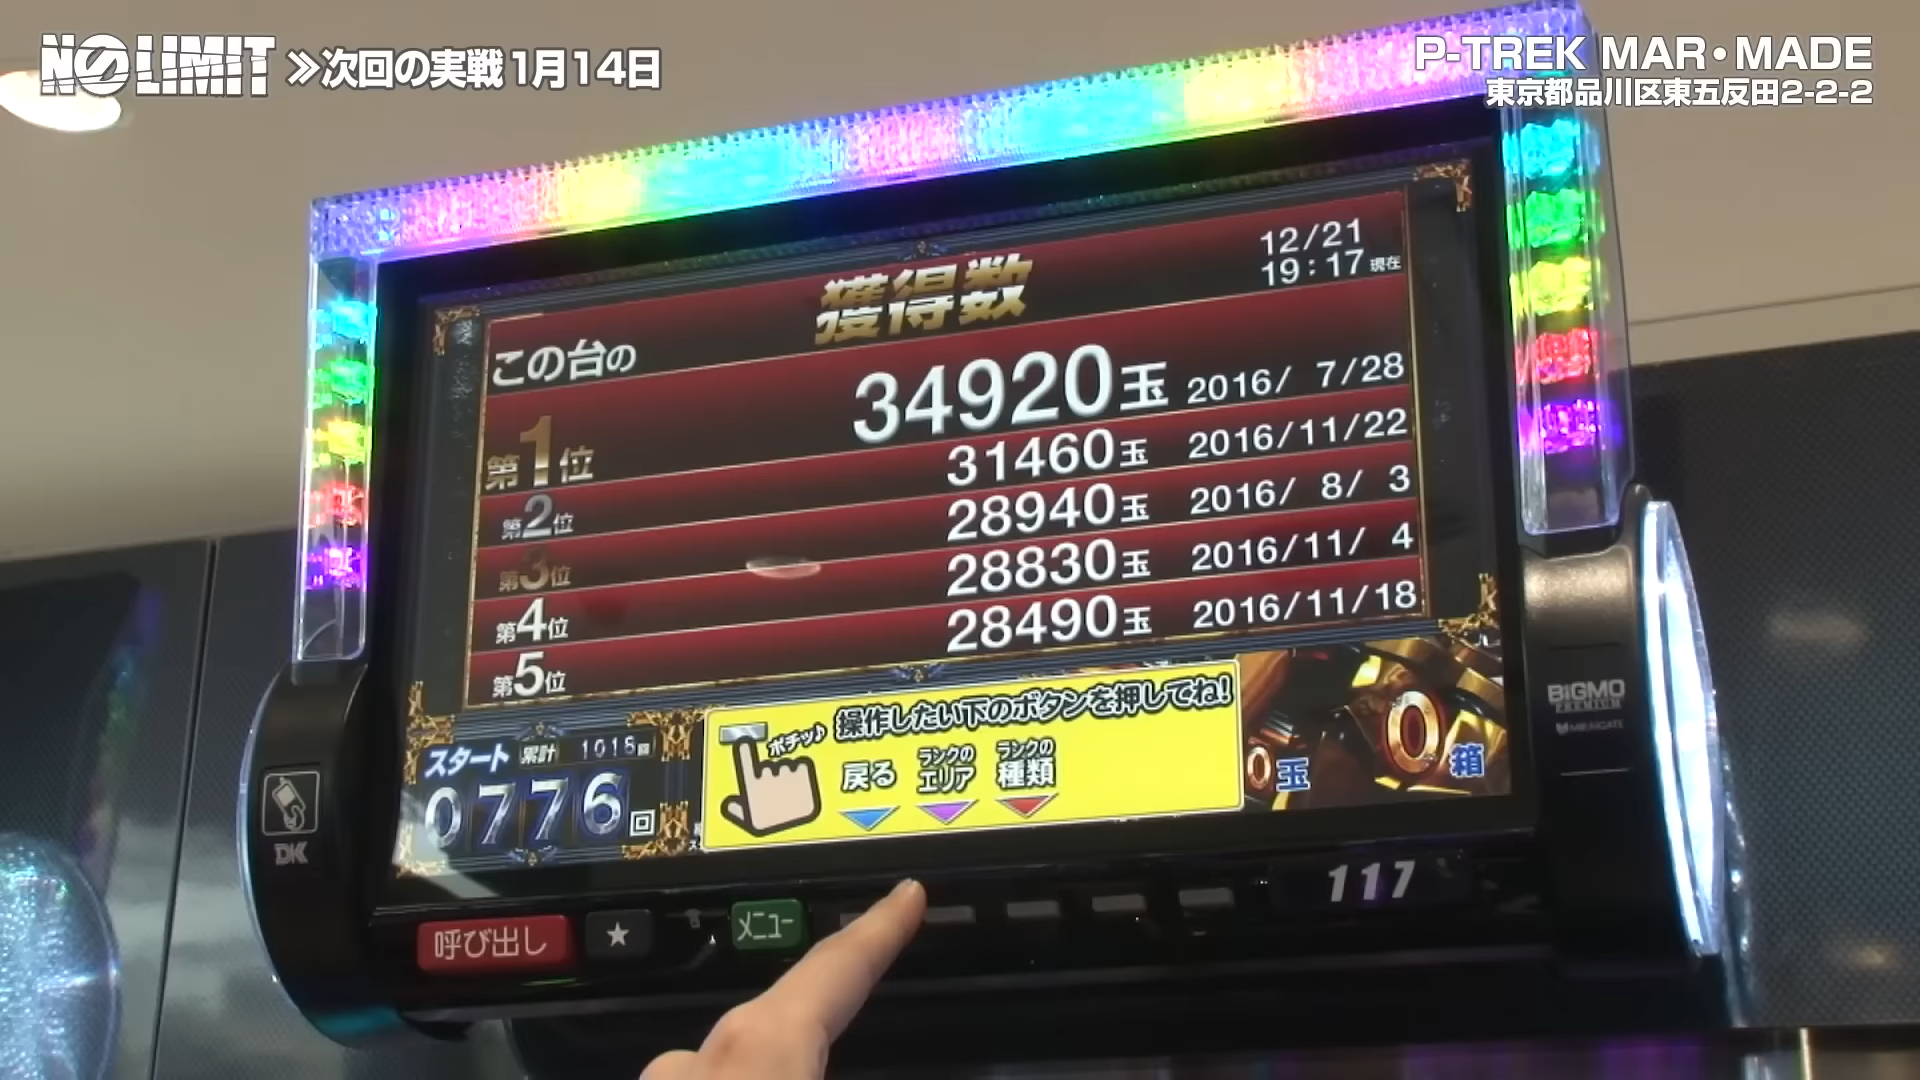 NO LIMIT ≫次回の実戦1月14日
P-TREK MAR・MADE
東京都品川区東五反田2-2-2
12/21
19:17現在
獲得数
この台の
第1位 34920玉 2016/ 7/28
第2位 31460玉 2016/11/22
第3位 28940玉 2016/ 8/ 3
第4位 28830玉 2016/11/ 4
第5位 28490玉 2016/11/18
スタート 累計 1016回
0776回
ポチッ♪
操作したい下のボタンを押してね!
戻る ランクのエリア ランクの種類
0玉 0箱
BiGMO
PREMIUM
DK
117
呼び出し ★ メニュー